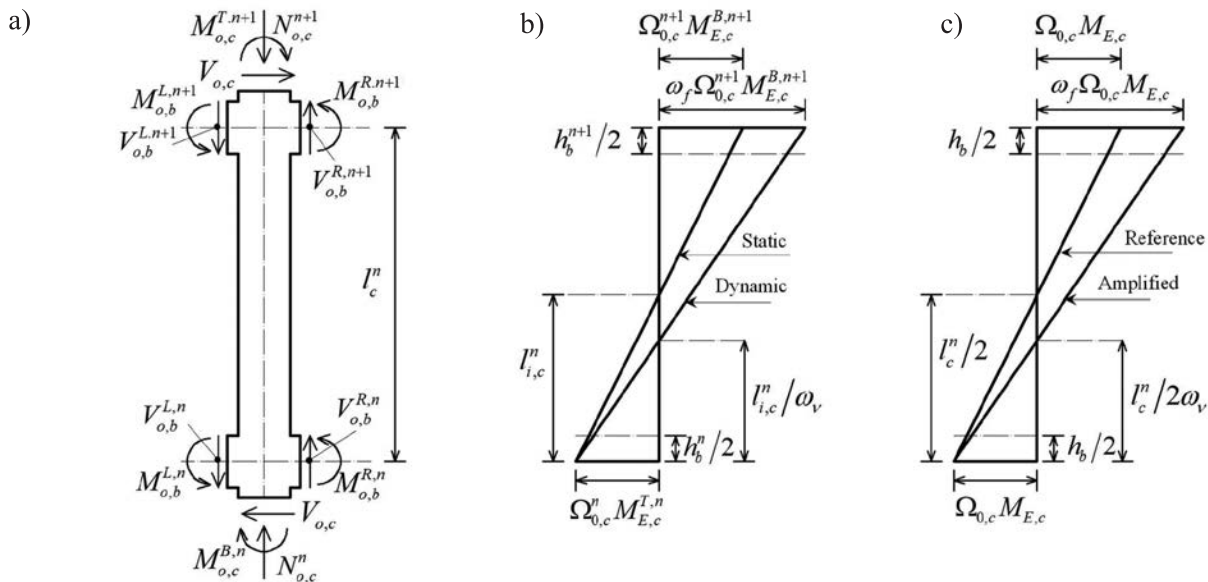 a)
M_{o,c}^{T,n+1} N_{o,c}^{n+1}
V_{o,c}
M_{o,b}^{L,n+1} M_{o,b}^{R,n+1}
V_{o,b}^{L,n+1}
V_{o,b}^{R,n+1}
l_c^n
V_{o,b}^{L,n} V_{o,b}^{R,n}
M_{o,b}^{L,n} M_{o,b}^{R,n}
V_{o,c}
M_{o,c}^{B,n} N_{o,c}^n
b)
Ω_{0,c}^{n+1} M_{E,c}^{B,n+1}
ω_f Ω_{0,c}^{n+1} M_{E,c}^{B,n+1}
h_b^{n+1}/2
Static
Dynamic
l_{i,c}^n
l_{i,c}^n/ω_ν
h_b^n/2
Ω_{0,c}^n M_{E,c}^{T,n}
c)
Ω_{0,c} M_{E,c}
ω_f Ω_{0,c} M_{E,c}
h_b/2
Reference
Amplified
l_c^n/2
l_c^n/2ω_ν
h_b/2
Ω_{0,c} M_{E,c}